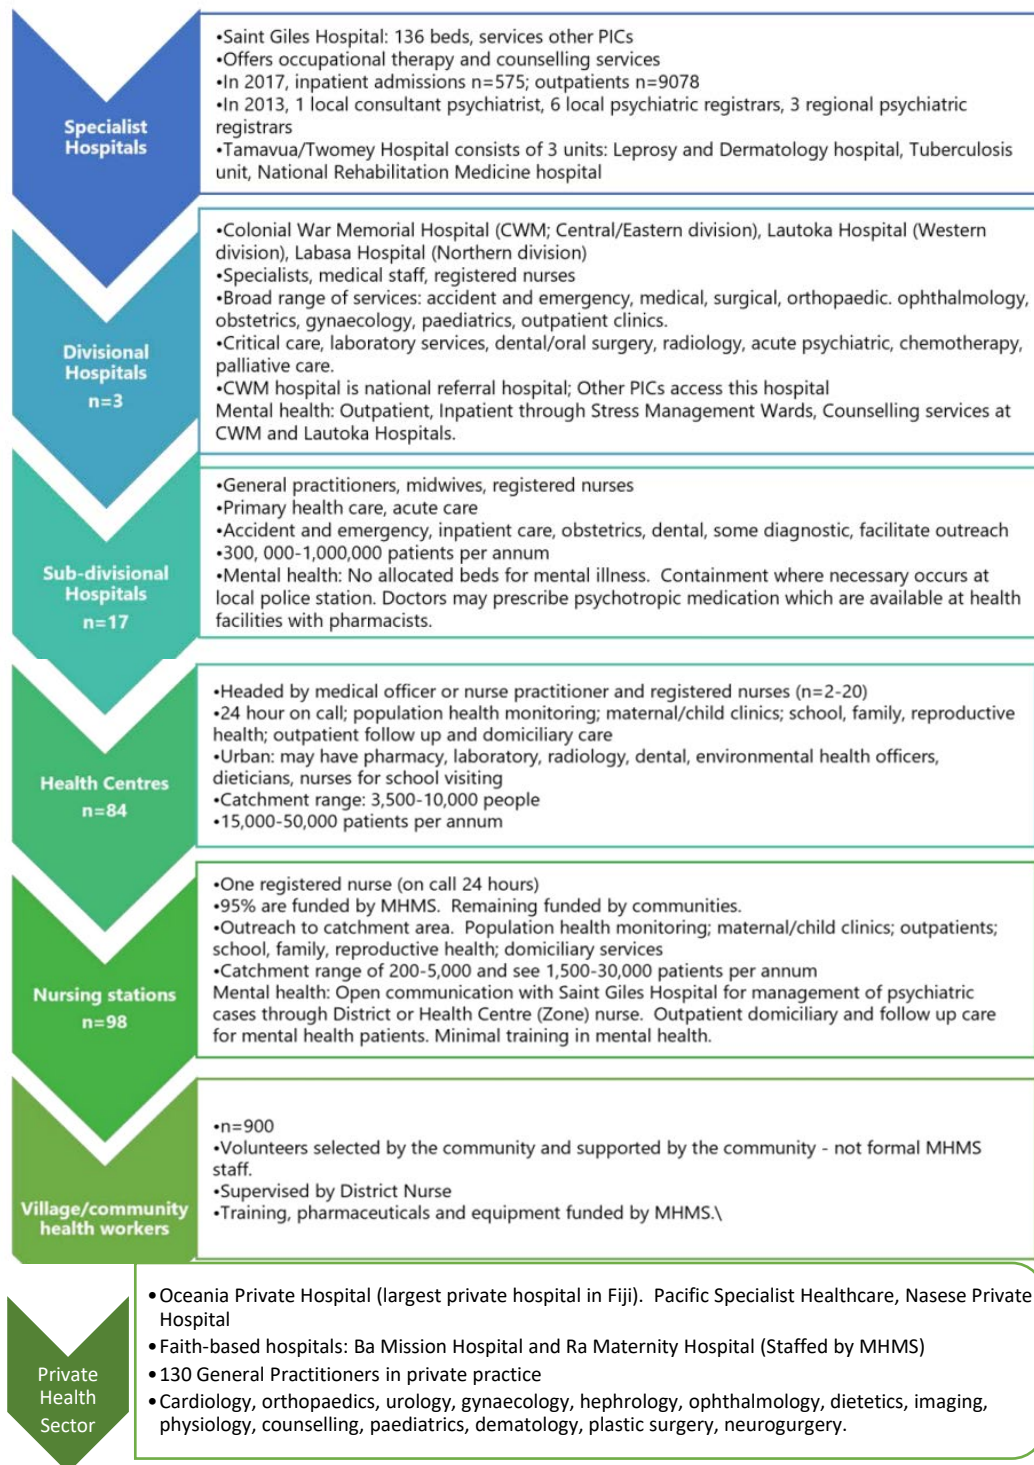 Specialist
Hospitals
•Saint Giles Hospital: 136 beds, services other PICs
•Offers occupational therapy and counselling services
•In 2017, inpatient admissions n=575; outpatients n=9078
•In 2013, 1 local consultant psychiatrist, 6 local psychiatric registrars, 3 regional psychiatric
registrars
•Tamavua/Twomey Hospital consists of 3 units: Leprosy and Dermatology hospital, Tuberculosis
unit, National Rehabilitation Medicine hospital
Divisional
Hospitals
n=3
•Colonial War Memorial Hospital (CWM; Central/Eastern division), Lautoka Hospital (Western
division), Labasa Hospital (Northern division)
•Specialists, medical staff, registered nurses
•Broad range of services: accident and emergency, medical, surgical, orthopaedic. ophthalmology,
obstetrics, gynaecology, paediatrics, outpatient clinics.
•Critical care, laboratory services, dental/oral surgery, radiology, acute psychiatric, chemotherapy,
palliative care.
•CWM hospital is national referral hospital; Other PICs access this hospital
Mental health: Outpatient, Inpatient through Stress Management Wards, Counselling services at
CWM and Lautoka Hospitals.
Sub-divisional
Hospitals
n=17
•General practitioners, midwives, registered nurses
•Primary health care, acute care
•Accident and emergency, inpatient care, obstetrics, dental, some diagnostic, facilitate outreach
•300, 000-1,000,000 patients per annum
•Mental health: No allocated beds for mental illness.  Containment where necessary occurs at
local police station. Doctors may prescribe psychotropic medication which are available at health
facilities with pharmacists.
Health Centres
n=84
•Headed by medical officer or nurse practitioner and registered nurses (n=2-20)
•24 hour on call; population health monitoring; maternal/child clinics; school, family, reproductive
health; outpatient follow up and domiciliary care
•Urban: may have pharmacy, laboratory, radiology, dental, environmental health officers,
dieticians, nurses for school visiting
•Catchment range: 3,500-10,000 people
•15,000-50,000 patients per annum
Nursing stations
n=98
•One registered nurse (on call 24 hours)
•95% are funded by MHMS.  Remaining funded by communities.
•Outreach to catchment area.  Population health monitoring; maternal/child clinics; outpatients;
school, family, reproductive health; domiciliary services
•Catchment range of 200-5,000 and see 1,500-30,000 patients per annum
Mental health: Open communication with Saint Giles Hospital for management of psychiatric
cases through District or Health Centre (Zone) nurse.  Outpatient domiciliary and follow up care
for mental health patients. Minimal training in mental health.
Village/community
health workers
•n=900
•Volunteers selected by the community and supported by the community - not formal MHMS
staff.
•Supervised by District Nurse
•Training, pharmaceuticals and equipment funded by MHMS.\
Private
Health
Sector
•Oceania Private Hospital (largest private hospital in Fiji).  Pacific Specialist Healthcare, Nasese Private
Hospital
•Faith-based hospitals: Ba Mission Hospital and Ra Maternity Hospital (Staffed by MHMS)
•130 General Practitioners in private practice
•Cardiology, orthopaedics, urology, gynaecology, hephrology, ophthalmology, dietetics, imaging,
physiology, counselling, paediatrics, dematology, plastic surgery, neurogurgery.